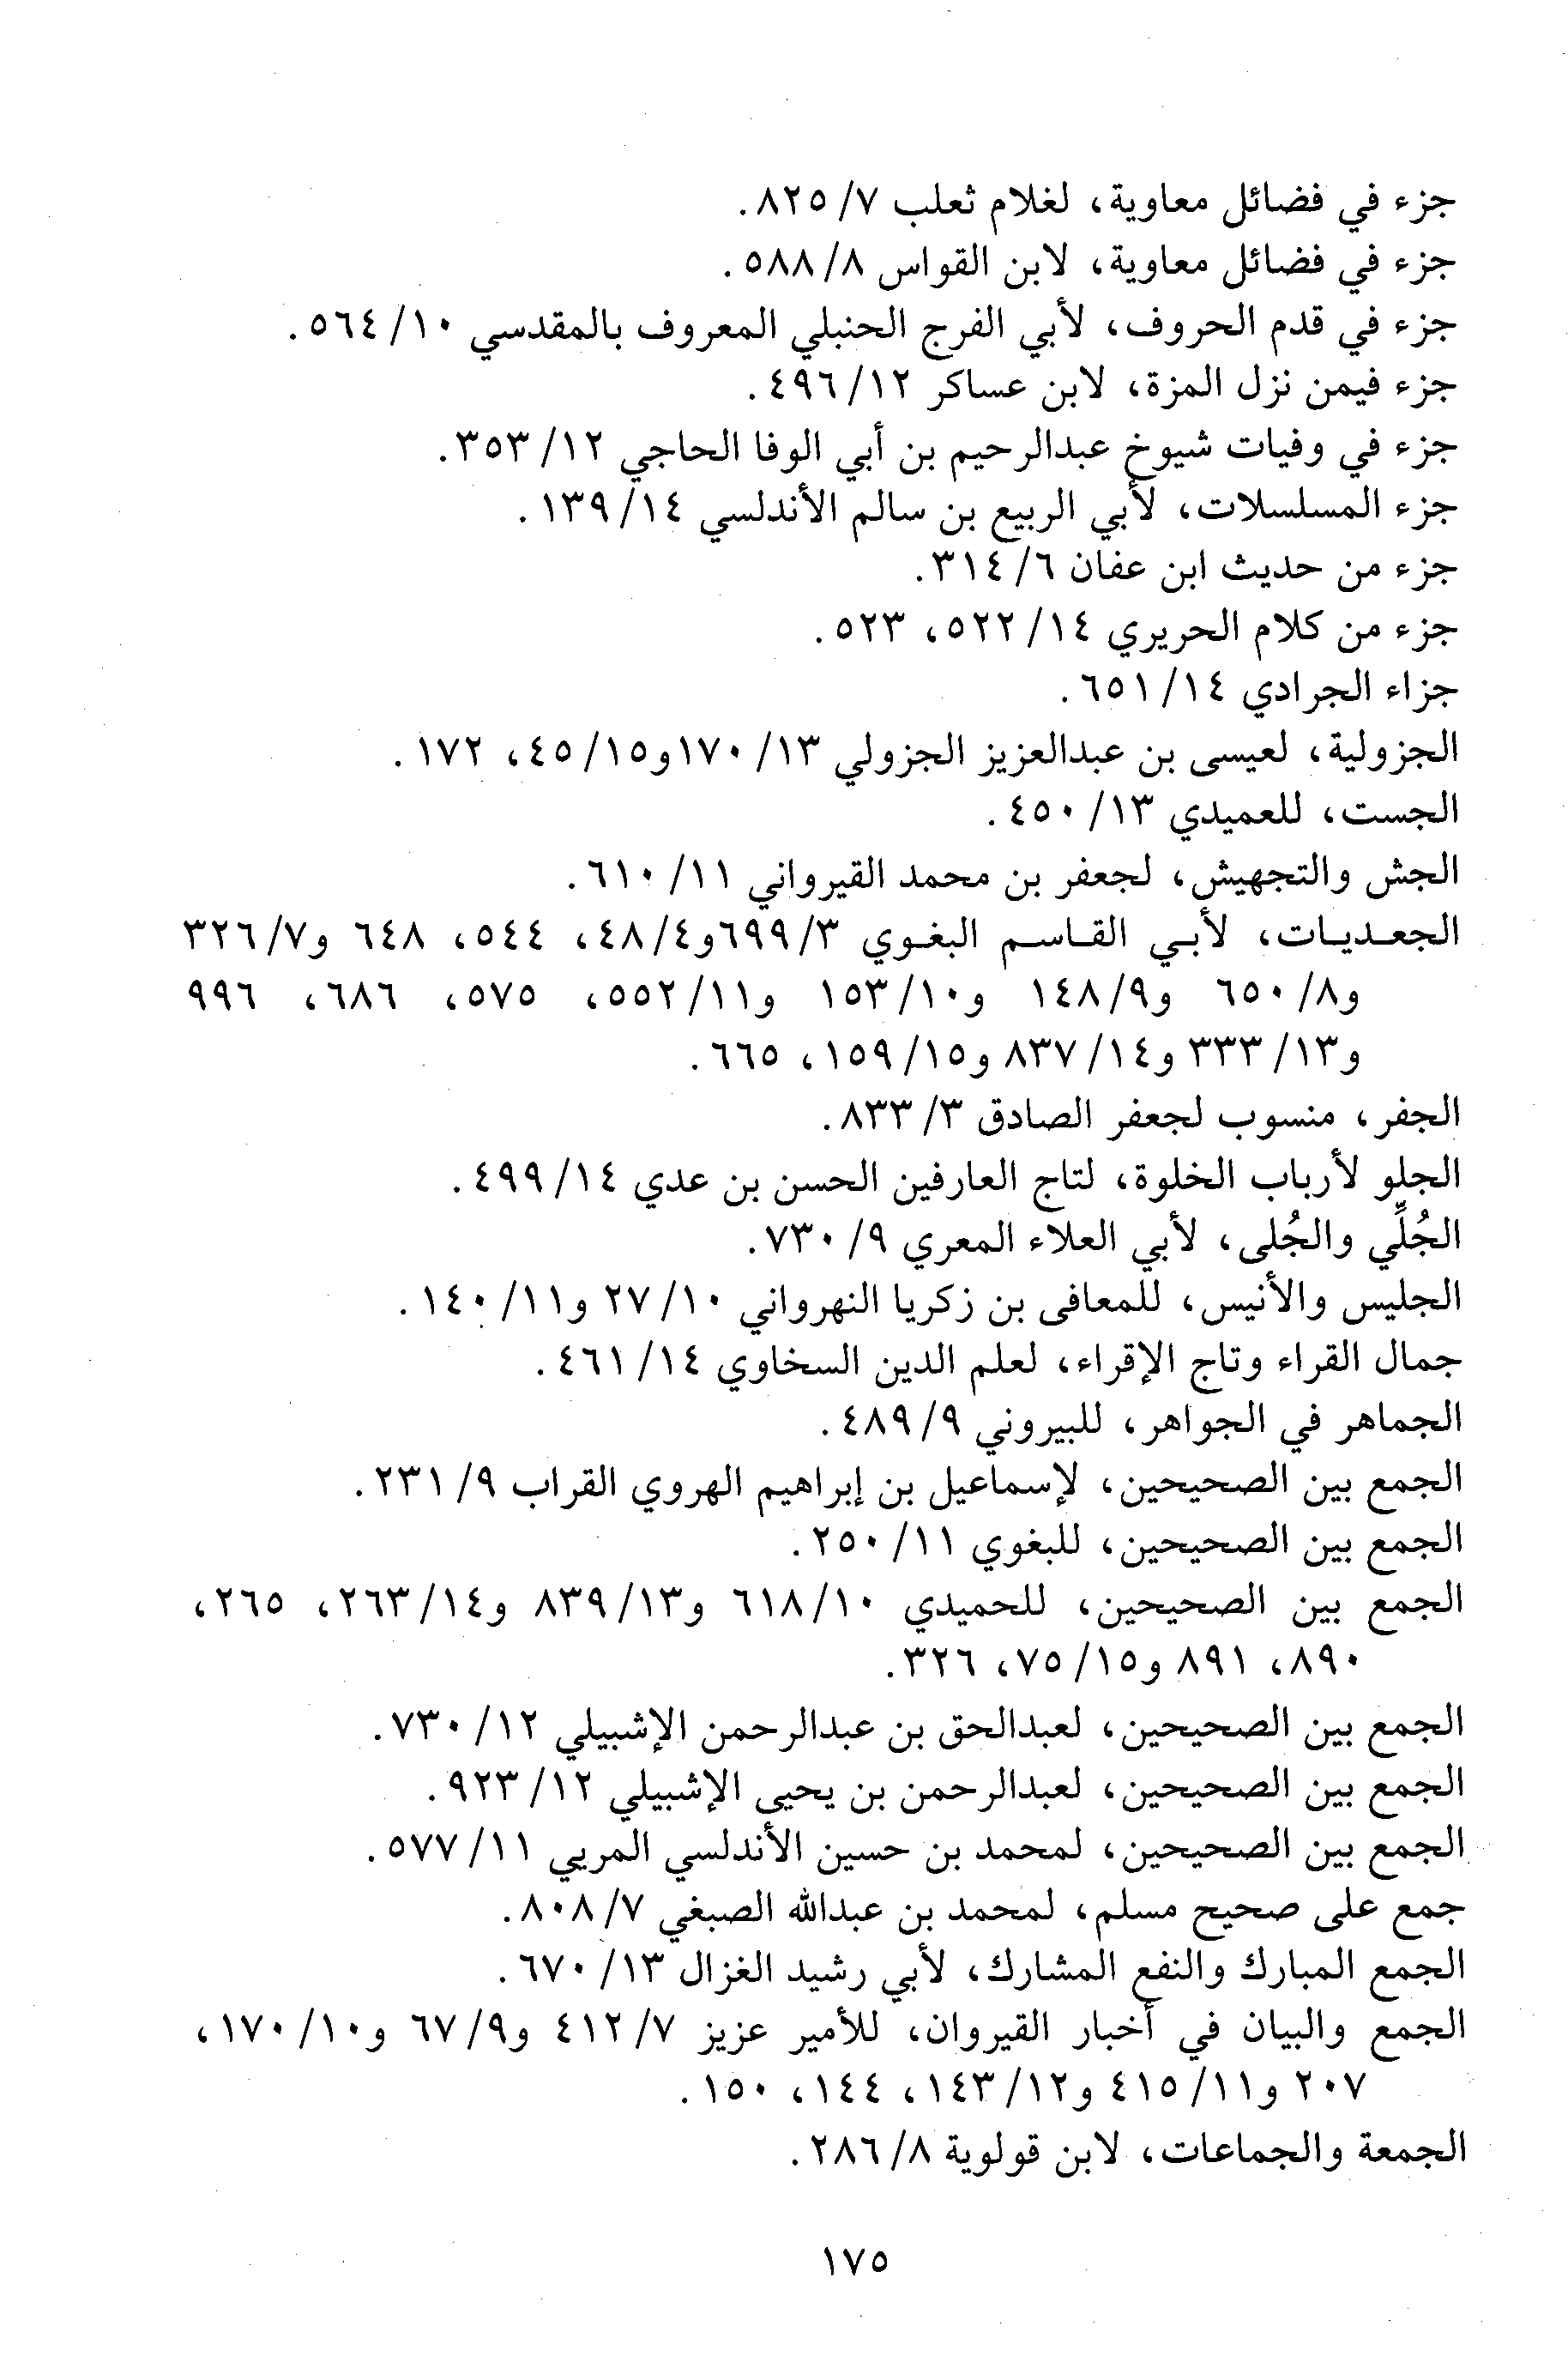 جزء في فضائل معاوية، لغلام ثعلب ٧/ ٨٢٥.
جزء في فضائل معاوية، لابن القواس ٨/ ٥٨٨.
جزء في قدم الحروف، لأبي الفرج الحنبلي المعروف بالمقدسي ١٠/ ٥٦٤.
جزء فيمن نزل المزة، لابن عساكر ١٢/ ٤٩٦.
جزء في وفيات شيوخ عبدالرحيم بن أبي الوفا الحاجي ١٢/ ٣٥٣.
جزء المسلسلات، لأبي الربيع بن سالم الأندلسي ١٤/ ١٣٩.
جزء من حديث ابن عفان ٦/ ٣١٤.
جزء من كلام الحريري ١٤/ ٥٢٢، ٥٢٣.
جزاء الجرادي ١٤/ ٦٥١.
الجزولية، لعيسى بن عبدالعزيز الجزولي ١٣/ ١٧٠و١٥/ ٤٥، ١٧٢.
الجست، للعميدي ١٣/ ٤٥٠.
الجش والتجهيش، لجعفر بن محمد القيرواني ١١/ ٦١٠.
الجعديات، لأبي القاسم البغوي ٣/ ٦٩٩و٤/ ٤٨، ٥٤٤، ٦٤٨ و٧/ ٣٢٦
و٨/ ٦٥٠ و٩/ ١٤٨ و١٠/ ١٥٣ و١١/ ٥٥٢، ٥٧٥، ٦٨٦، ٩٩٦
و١٣/ ٣٣٣ و١٤/ ٨٣٧ و١٥/ ١٥٩، ٦٦٥.
الجفر، منسوب لجعفر الصادق ٣/ ٨٣٣.
الجلو لأرباب الخلوة، لتاج العارفين الحسن بن عدي ١٤/ ٤٩٩.
الجُلِّي والجُلى، لأبي العلاء المعري ٩/ ٧٣٠.
الجليس والأنيس، للمعافى بن زكريا النهرواني ١٠/ ٢٧ و١١/ ١٤٠.
جمال القراء وتاج الإقراء، لعلم الدين السخاوي ١٤/ ٤٦١.
الجماهر في الجواهر، للبيروني ٩/ ٤٨٩.
الجمع بين الصحيحين، لإسماعيل بن إبراهيم الهروي القراب ٩/ ٢٣١.
الجمع بين الصحيحين، للبغوي ١١/ ٢٥٠.
الجمع بين الصحيحين، للحميدي ١٠/ ٦١٨ و١٣/ ٨٣٩ و١٤/ ٢٦٣، ٢٦٥،
٨٩٠، ٨٩١ و١٥/ ٧٥، ٣٢٦.
الجمع بين الصحيحين، لعبدالحق بن عبدالرحمن الإشبيلي ١٢/ ٧٣٠.
الجمع بين الصحيحين، لعبدالرحمن بن يحيى الإشبيلي ١٢/ ٩٢٣.
الجمع بين الصحيحين، لمحمد بن حسين الأندلسي المريي ١١/ ٥٧٧.
جمع على صحيح مسلم، لمحمد بن عبدالله الصبغي ٧/ ٨٠٨.
الجمع المبارك والنفع المشارك، لأبي رشيد الغزال ١٣/ ٦٧٠.
الجمع والبيان في أخبار القيروان، للأمير عزيز ٧/ ٤١٢ و٩/ ٦٧ و١٠/ ١٧٠،
٢٠٧ و١١/ ٤١٥ و١٢/ ١٤٣، ١٤٤، ١٥٠.
الجمعة والجماعات، لابن قولوية ٨/ ٢٨٦.
١٧٥